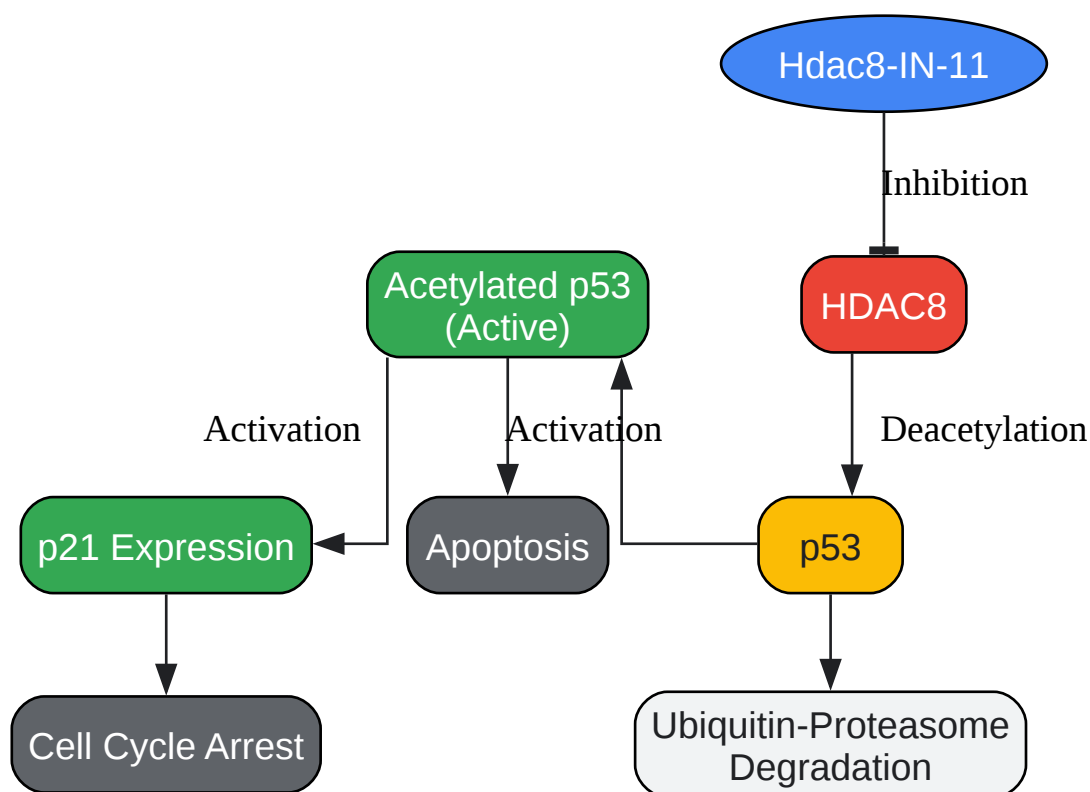 Hdac8-IN-11
Inhibition
Acetylated p53
(Active)
HDAC8
Activation
Activation
Deacetylation
p21 Expression
Apoptosis
p53
Cell Cycle Arrest
Ubiquitin-Proteasome
Degradation